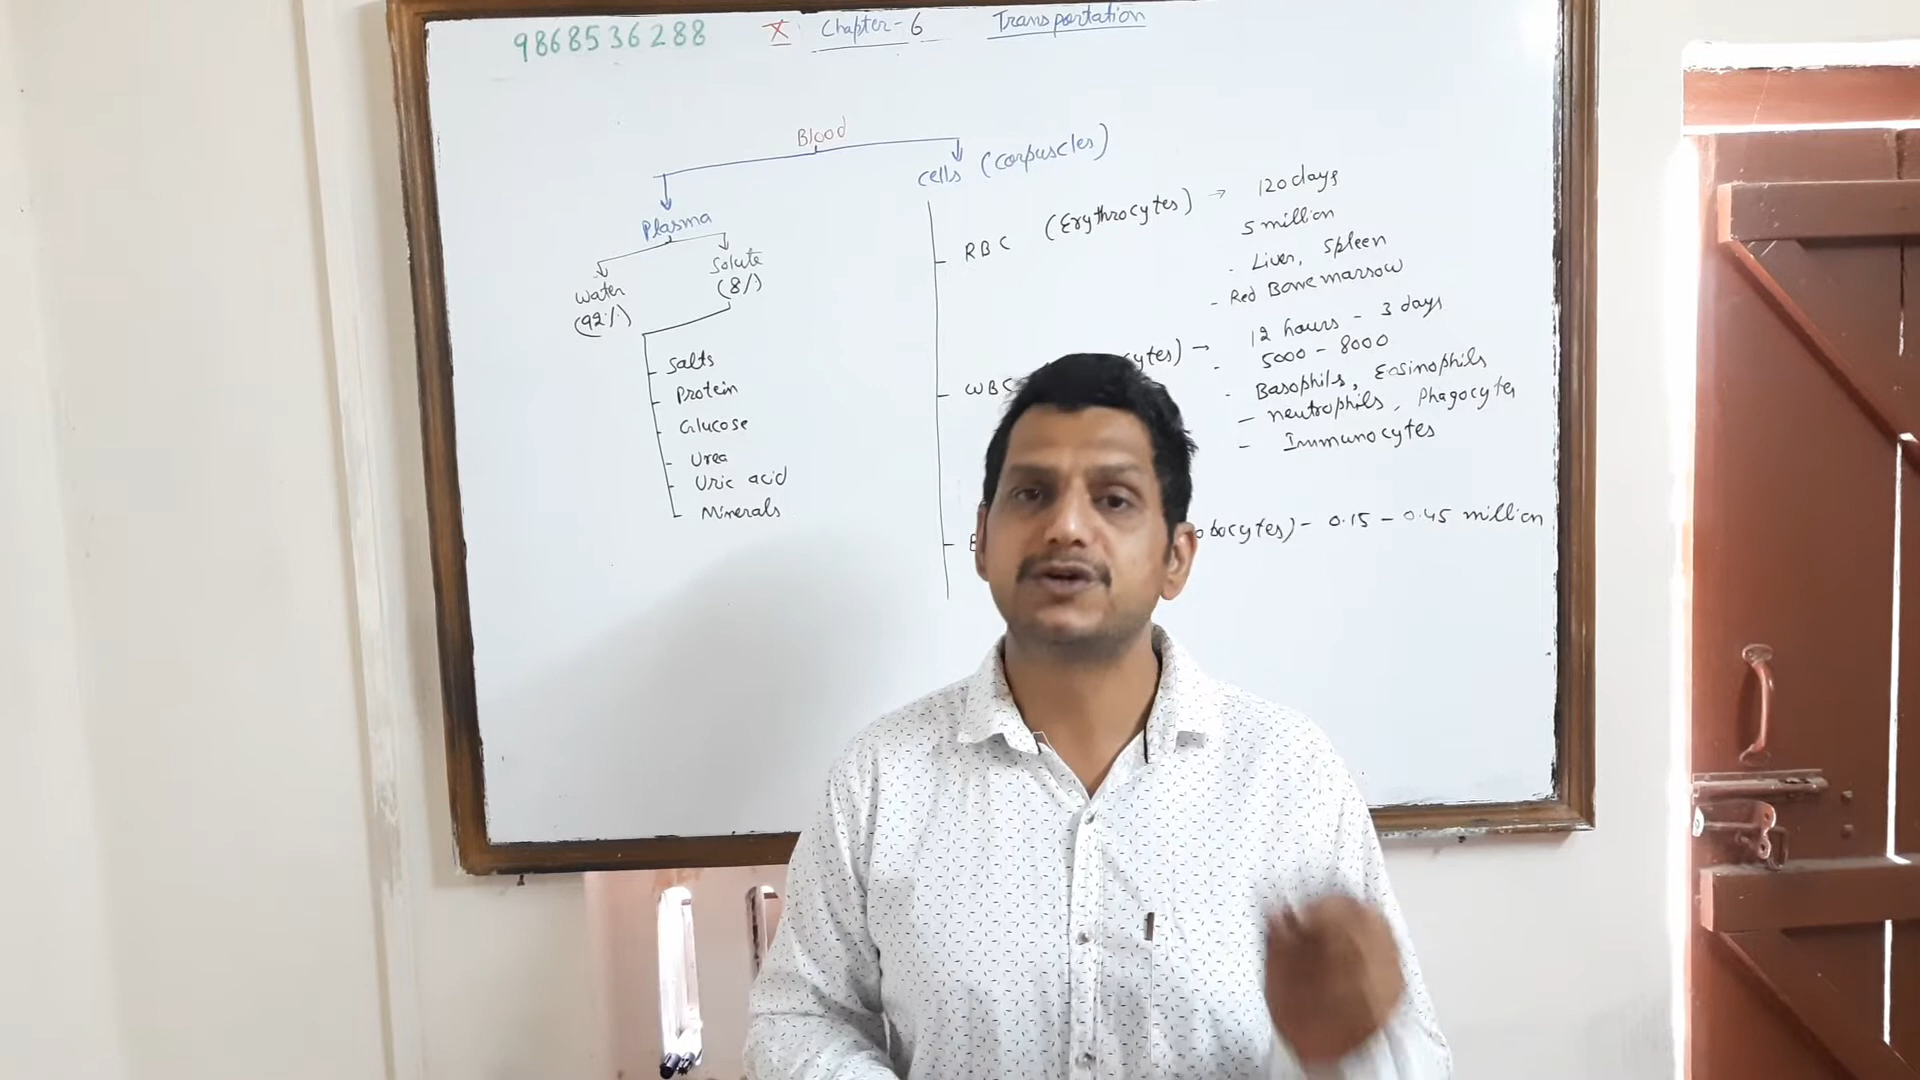 9868536288 X Chapter-6 Transportation
Blood
Plasma
Water
(92%)
Solute
(8%)
Salts
Protein
Glucose
Urea
Uric acid
Minerals
Cells (Corpuscles)
RBC (Erythrocytes) → 120 days
5 million
- Liver, Spleen
- Red Bone marrow
WBC cytes) → 12 hours - 3 days
- 5000 - 8000
- Basophils, Eosinophils
- neutrophils, Phagocytes
- Immunocytes
obocytes) - 0.15 - 0.45 million